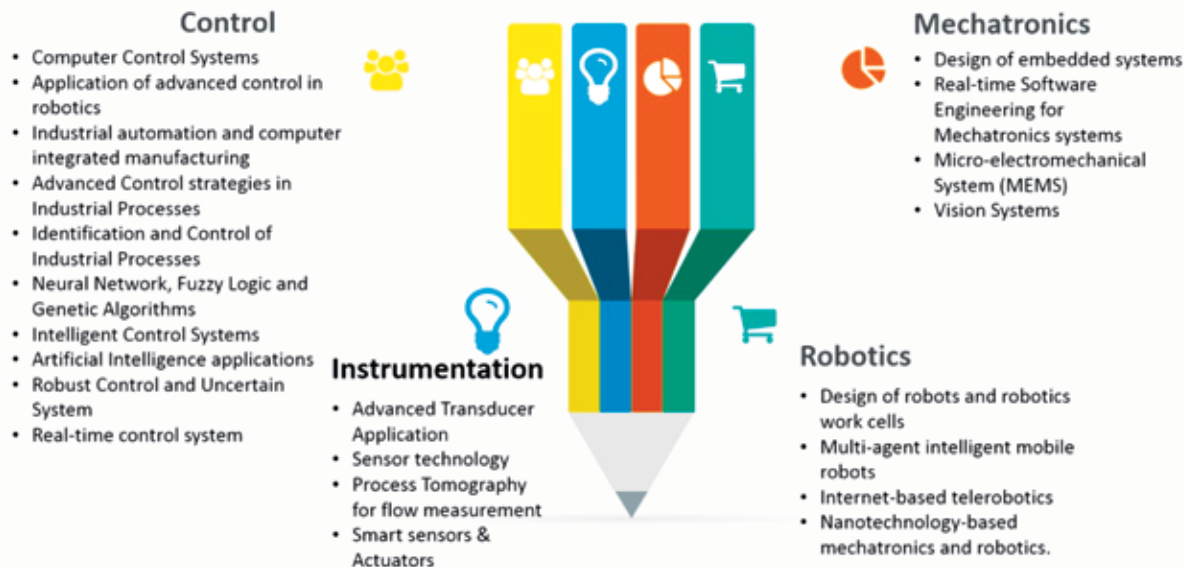 Control
• Computer Control Systems
• Application of advanced control in
robotics
• Industrial automation and computer
integrated manufacturing
• Advanced Control strategies in
Industrial Processes
• Identification and Control of
Industrial Processes
• Neural Network, Fuzzy Logic and
Genetic Algorithms
• Intelligent Control Systems
• Artificial Intelligence applications
• Robust Control and Uncertain
System
• Real-time control system
Instrumentation
• Advanced Transducer
Application
• Sensor technology
• Process Tomography
for flow measurement
• Smart sensors &
Actuators
Mechatronics
• Design of embedded systems
• Real-time Software
Engineering for
Mechatronics systems
• Micro-electromechanical
System (MEMS)
• Vision Systems
Robotics
• Design of robots and robotics
work cells
• Multi-agent intelligent mobile
robots
• Internet-based telerobotics
• Nanotechnology-based
mechatronics and robotics.